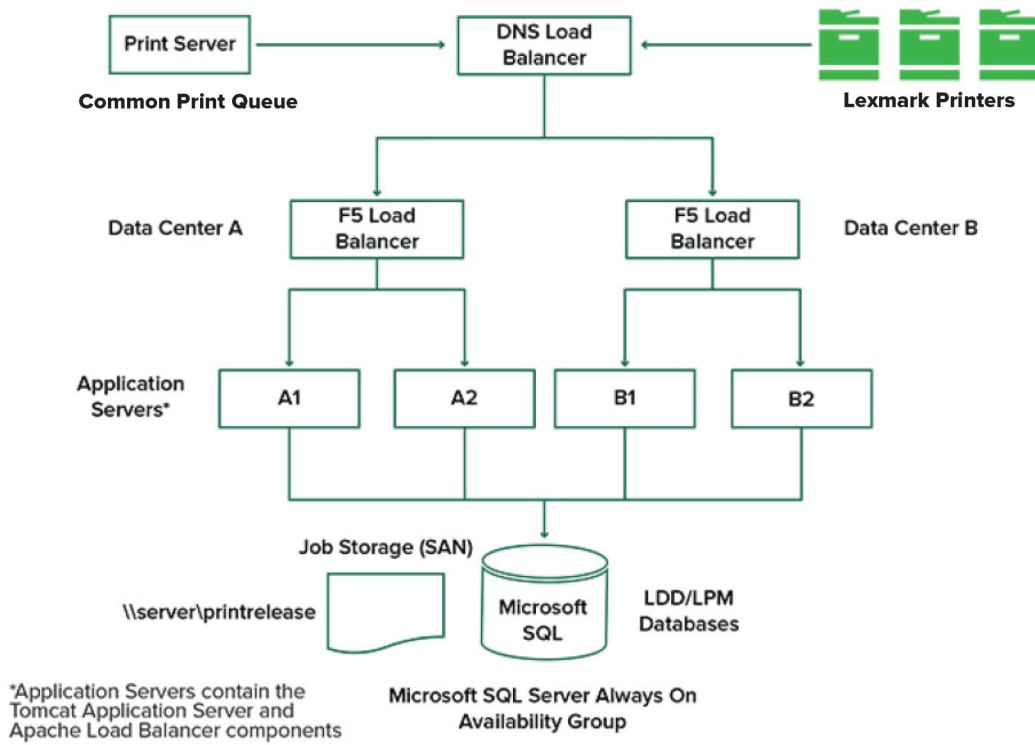 Print Server
DNS Load
Balancer
Common Print Queue
Lexmark Printers
Data Center A
F5 Load
Balancer
F5 Load
Balancer
Data Center B
Application
Servers*
A1
A2
B1
B2
Job Storage (SAN)
\\server\printrelease
Microsoft
SQL
LDD/LPM
Databases
*Application Servers contain the
Tomcat Application Server and
Apache Load Balancer components
Microsoft SQL Server Always On
Availability Group